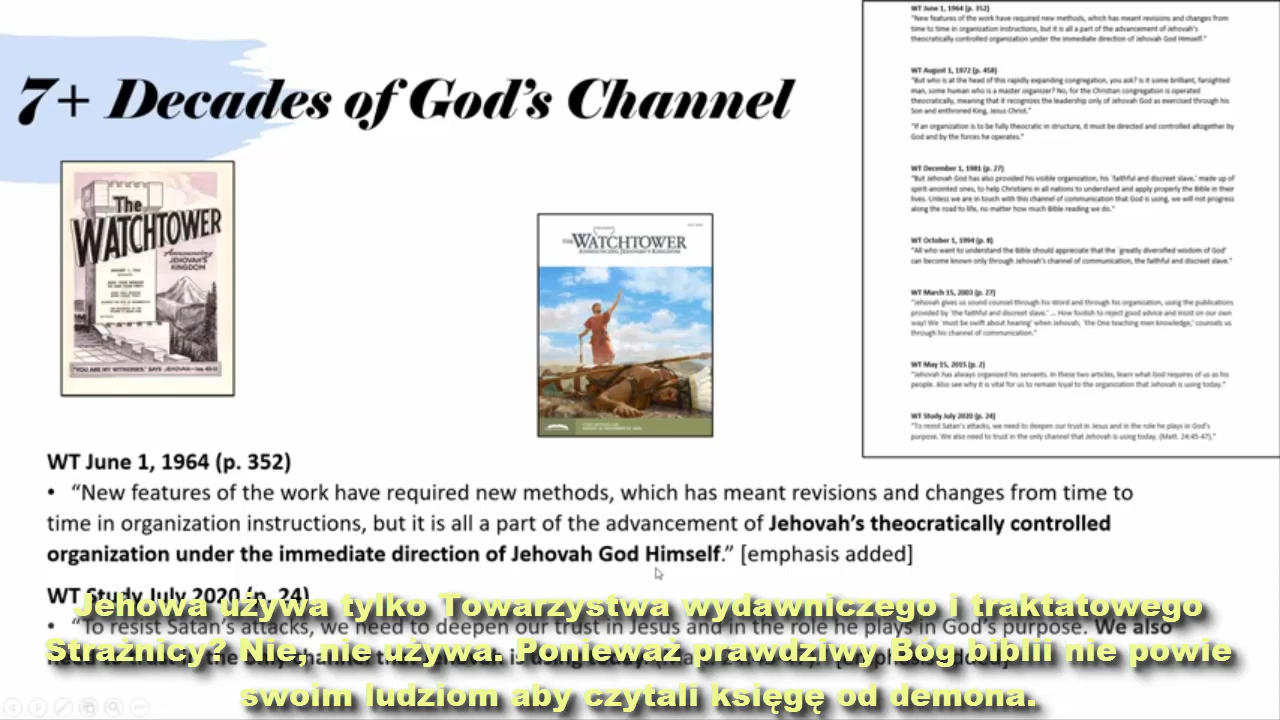 7+ Decades of God's Channel
The
WATCHTOWER
Announcing
JEHOVAH'S
KINGDOM
"YOU ARE MY WITNESSES," SAYS JEHOVAH
THE WATCHTOWER
ANNOUNCING JEHOVAH'S KINGDOM
WT June 1, 1964 (p. 352)
“New features of the work have required new methods, which has meant revisions and changes from
time to time in organization instructions, but it is all a part of the advancement of Jehovah's
theocratically controlled organization under the immediate direction of Jehovah God Himself.”
WT August 1, 1972 (p. 458)
“But who is at the head of this rapidly expanding congregation, you ask? Is it some brilliant, farsighted
man, some human who is a master organizer? No, for the Christian congregation is operated
theocratically, meaning that it recognizes the leadership only of Jehovah God as exercised through his
Son and enthroned King, Jesus Christ.”
“If an organization is to be fully theocratic in structure, it must be directed and controlled altogether by
God and by the forces he operates.”
WT December 1, 1981 (p. 27)
“But Jehovah God has also provided his visible organization, his ‘faithful and discreet slave,’ made up of
spirit-anointed ones, to help Christians in all nations to understand and apply properly the Bible in their
lives. Unless we are in touch with this channel of communication that God is using, we will not progress
along the road to life, no matter how much Bible reading we do.”
WT October 1, 1994 (p. 8)
“All who want to understand the Bible should appreciate that the ‘greatly diversified wisdom of God’
can become known only through Jehovah's channel of communication, the faithful and discreet slave.”
WT March 15, 2003 (p. 27)
“Jehovah gives us sound counsel through his Word and through his organization, using the publications
provided by ‘the faithful and discreet slave.’ ... How foolish to reject good advice and insist on our own
way! We ‘must be swift about hearing’ when Jehovah, ‘the One teaching men knowledge,’ counsels us
through his channel of communication.”
WT May 15, 2015 (p. 2)
“Jehovah has always organized his servants. In these two articles, learn what God requires of us as his
people. Also see why it is vital for us to remain loyal to the organization that Jehovah is using today.”
WT Study July 2020 (p. 24)
“To resist Satan's attacks, we need to deepen our trust in Jesus and in the role he plays in God's
purpose. We also need to trust in the only channel that Jehovah is using today. (Matt. 24:45-47).”
WT June 1, 1964 (p. 352)
• “New features of the work have required new methods, which has meant revisions and changes from time to
time in organization instructions, but it is all a part of the advancement of Jehovah's theocratically controlled
organization under the immediate direction of Jehovah God Himself.” [emphasis added]
WT Study July 2020 (p. 24)
• “To resist Satan's attacks, we need to deepen our trust in Jesus and in the role he plays in God's purpose. We also
Jehowa używa tylko Towarzystwa wydawniczego i traktatowego
Strażnicy? Nie, nie używa. Ponieważ prawdziwy Bóg biblii nie powie
swoim ludziom aby czytali księgę od demona.